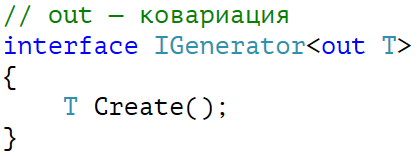 // out — ковариация
interface IGenerator<out T>
{
    T Create();
}